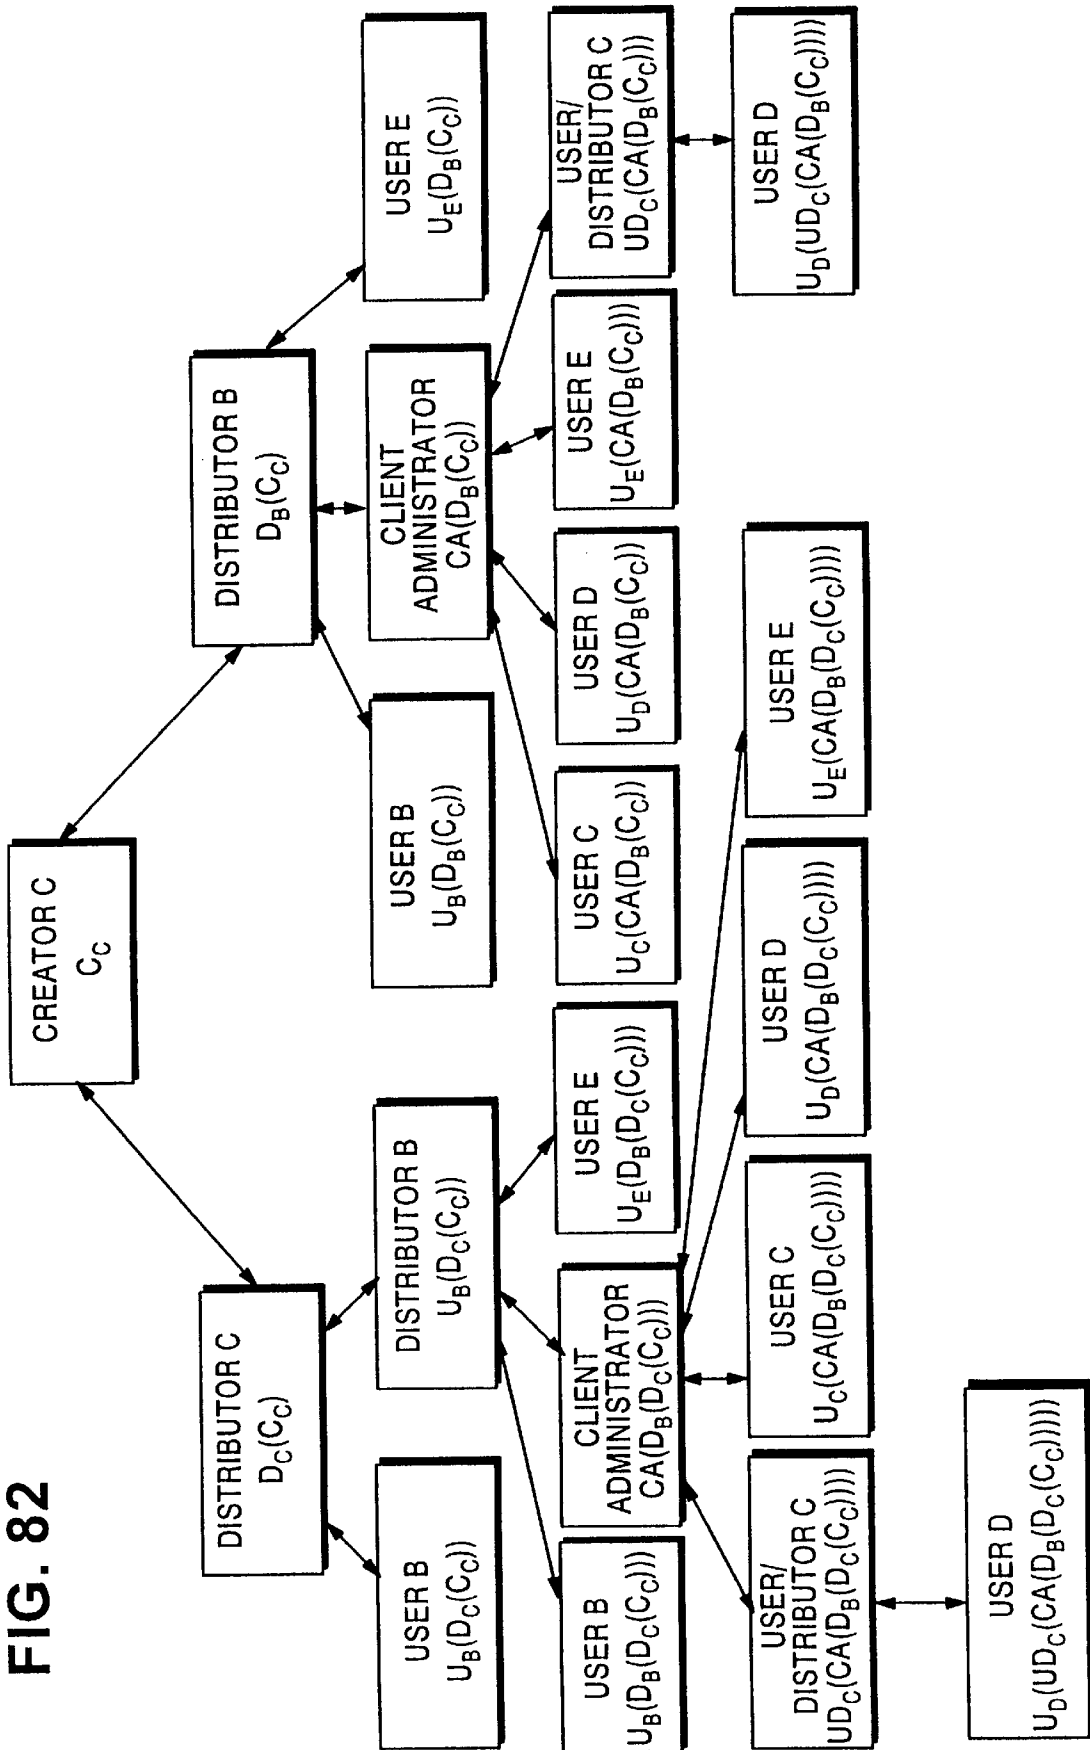 FIG. 82
CREATOR C
C_C
DISTRIBUTOR C
D_C(C_C)
DISTRIBUTOR B
D_B(C_C)
USER B
U_B(D_C(C_C))
DISTRIBUTOR B
U_B(D_C(C_C))
USER B
U_B(D_B(C_C))
CLIENT
ADMINISTRATOR
CA(D_B(C_C))
USER E
U_E(D_B(C_C))
USER B
U_B(D_B(D_C(C_C)))
CLIENT
ADMINISTRATOR
CA(D_B(D_C(C_C)))
USER E
U_E(D_B(D_C(C_C)))
USER C
U_C(CA(D_B(C_C))
USER D
U_D(CA(D_B(C_C))
USER E
U_E(CA(D_B(C_C)))
USER/
DISTRIBUTOR C
UD_C(CA(D_B(C_C)))
USER/
DISTRIBUTOR C
UD_C(CA(D_B(D_C(C_C))))
USER C
U_C(CA(D_B(D_C(C_C))))
USER D
U_D(CA(D_B(D_C(C_C))))
USER E
U_E(CA(D_B(D_C(C_C))))
USER D
U_D(UD_C(CA(D_B(C_C))))
USER D
U_D(UD_C(CA(D_B(D_C(C_C)))))